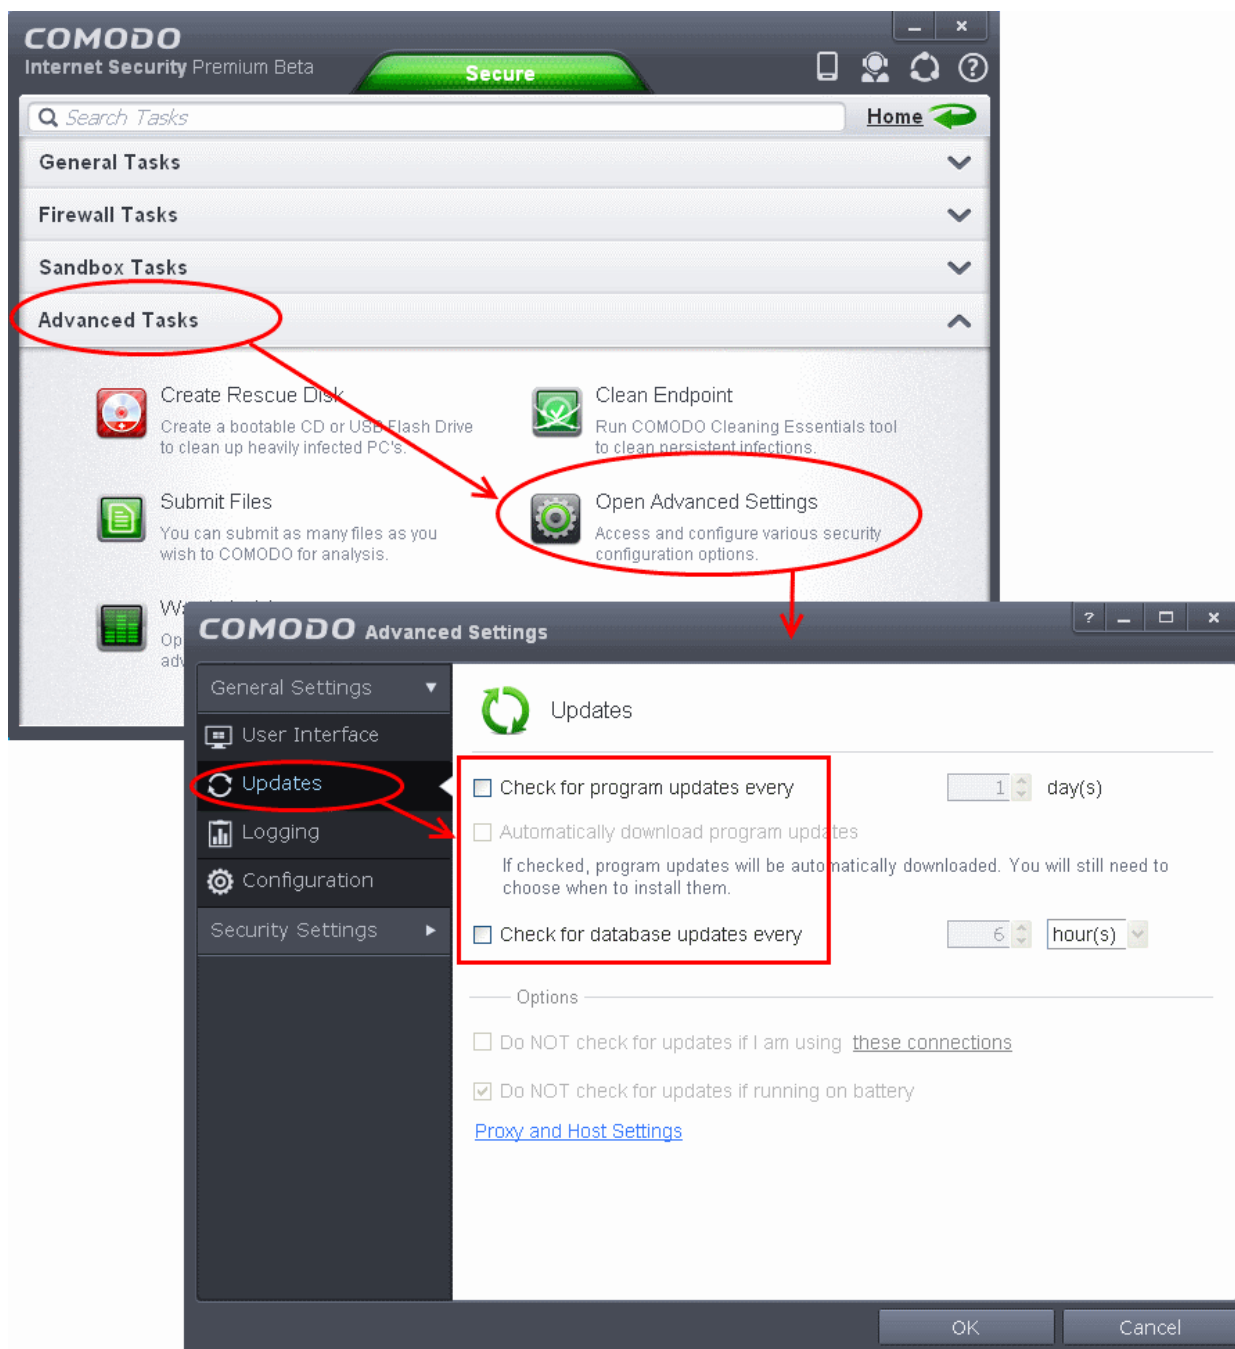 COMODO
Internet Security Premium Beta
Secure
Search Tasks
Home
General Tasks
Firewall Tasks
Sandbox Tasks
Advanced Tasks
Create Rescue Disk
Create a bootable CD or USB Flash Drive
to clean up heavily infected PC's.
Clean Endpoint
Run COMODO Cleaning Essentials tool
to clean persistent infections.
Submit Files
You can submit as many files as you
wish to COMODO for analysis.
Open Advanced Settings
Access and configure various security
configuration options.
COMODO Advanced Settings
General Settings
User Interface
Updates
Logging
Configuration
Security Settings
Updates
Check for program updates every 1 day(s)
Automatically download program updates
If checked, program updates will be automatically downloaded. You will still need to
choose when to install them.
Check for database updates every 6 hour(s)
Options
Do NOT check for updates if I am using these connections
Do NOT check for updates if running on battery
Proxy and Host Settings
OK
Cancel